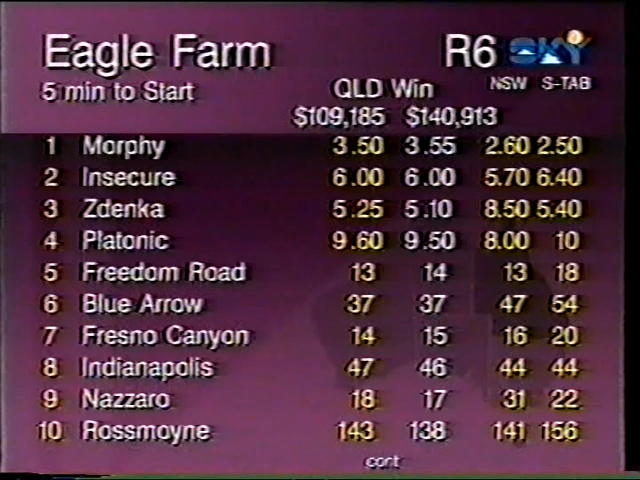 Eagle Farm R6 SKY
5 min to Start QLD Win NSW S-TAB
$109,185 $140,913
1 Morphy 3.50 3.55 2.60 2.50
2 Insecure 6.00 6.00 5.70 6.40
3 Zdenka 5.25 5.10 8.50 5.40
4 Platonic 9.60 9.50 8.00 10
5 Freedom Road 13 14 13 18
6 Blue Arrow 37 37 47 54
7 Fresno Canyon 14 15 16 20
8 Indianapolis 47 46 44 44
9 Nazzaro 18 17 31 22
10 Rossmoyne 143 138 141 156
cont